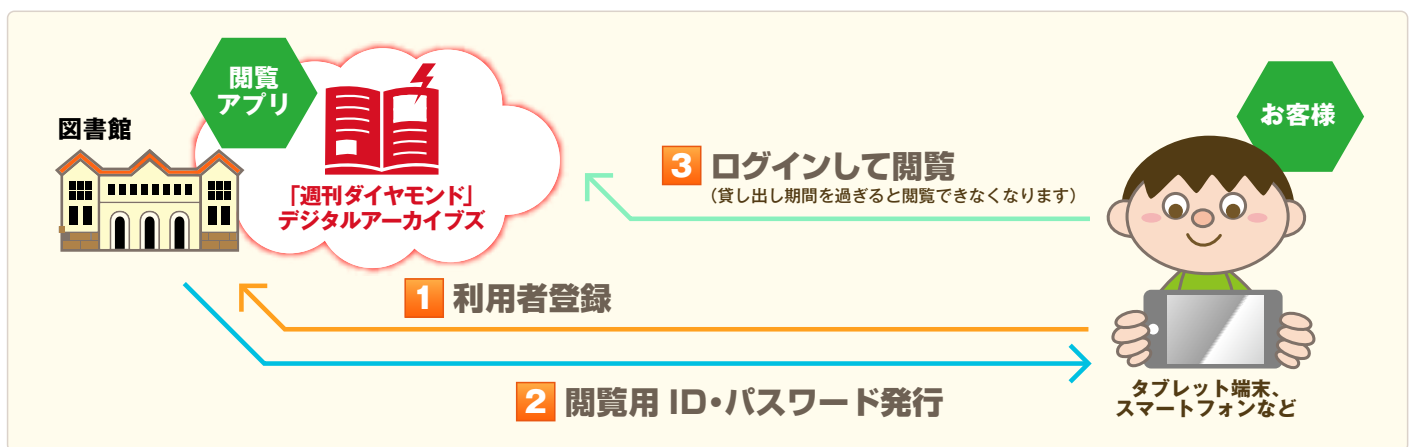 閲覧
アプリ
図書館
「週刊ダイヤモンド」
デジタルアーカイブズ
お客様
3 ログインして閲覧
（貸し出し期間を過ぎると閲覧できなくなります）
1 利用者登録
2 閲覧用 ID・パスワード発行
タブレット端末、
スマートフォンなど